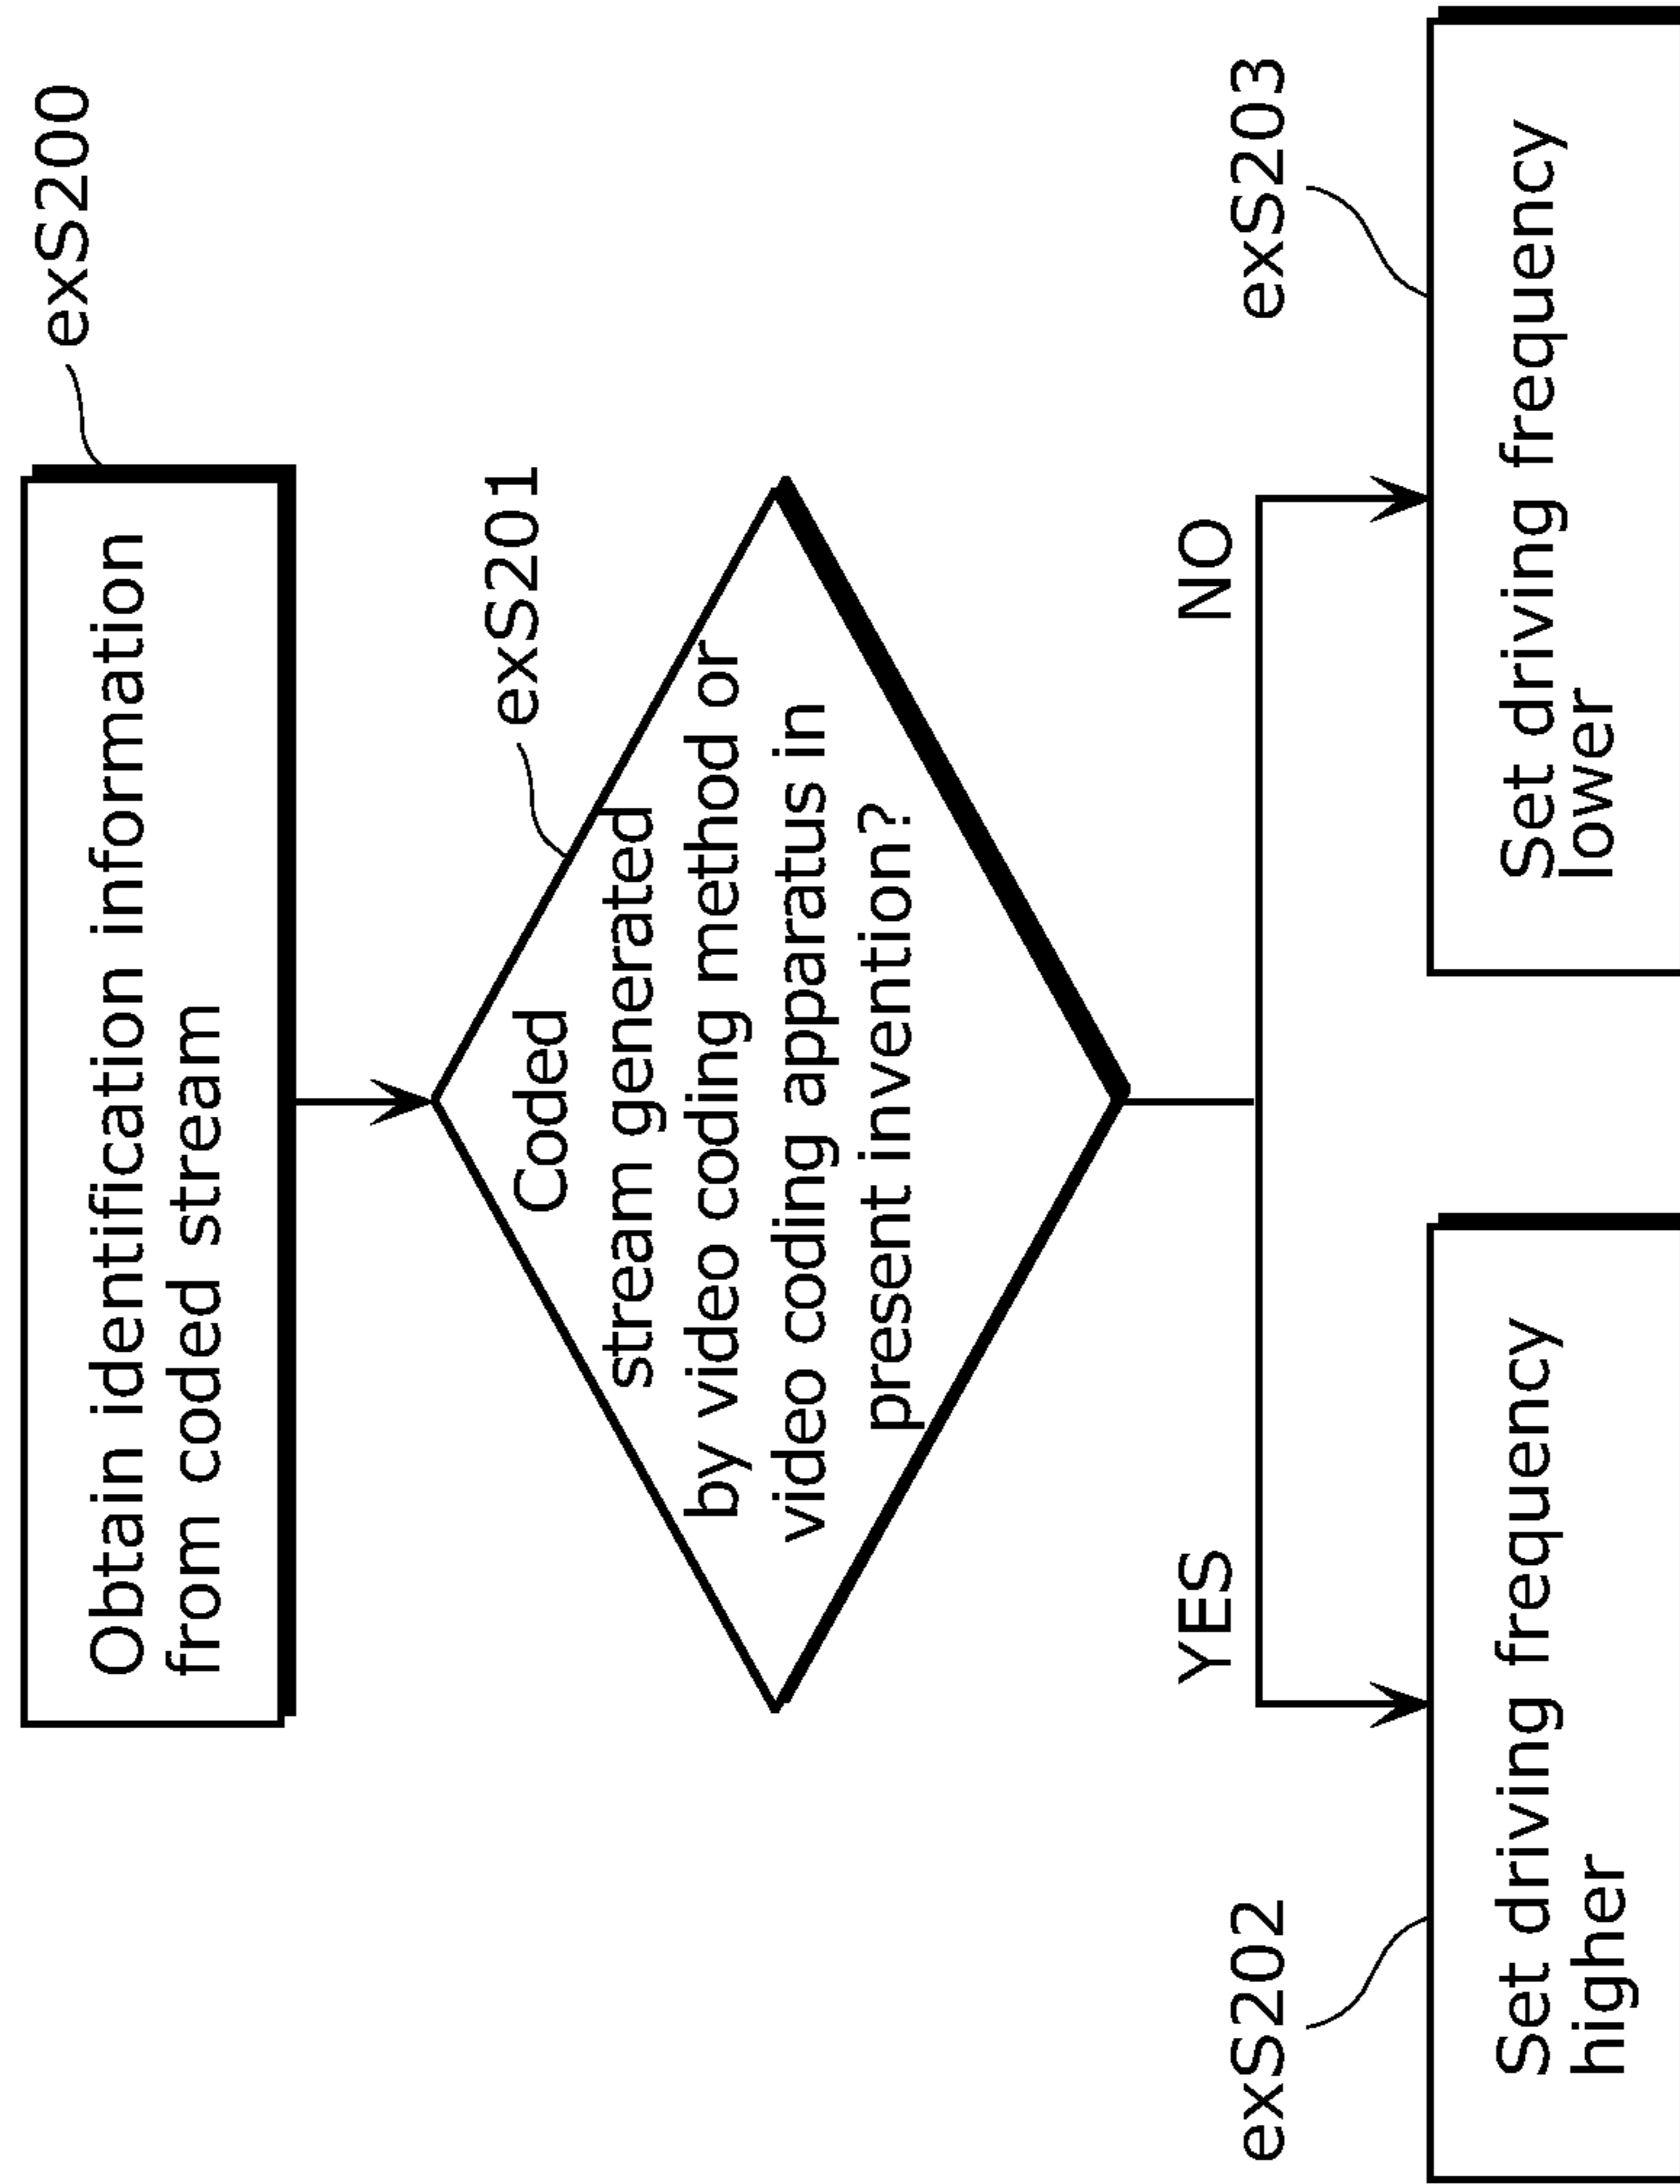 exS200
Obtain identification information
from coded stream
exS201
Coded
stream generated
by video coding method or
video coding apparatus in
present invention?
YES
NO
exS202
exS203
Set driving frequency
higher
Set driving frequency
lower